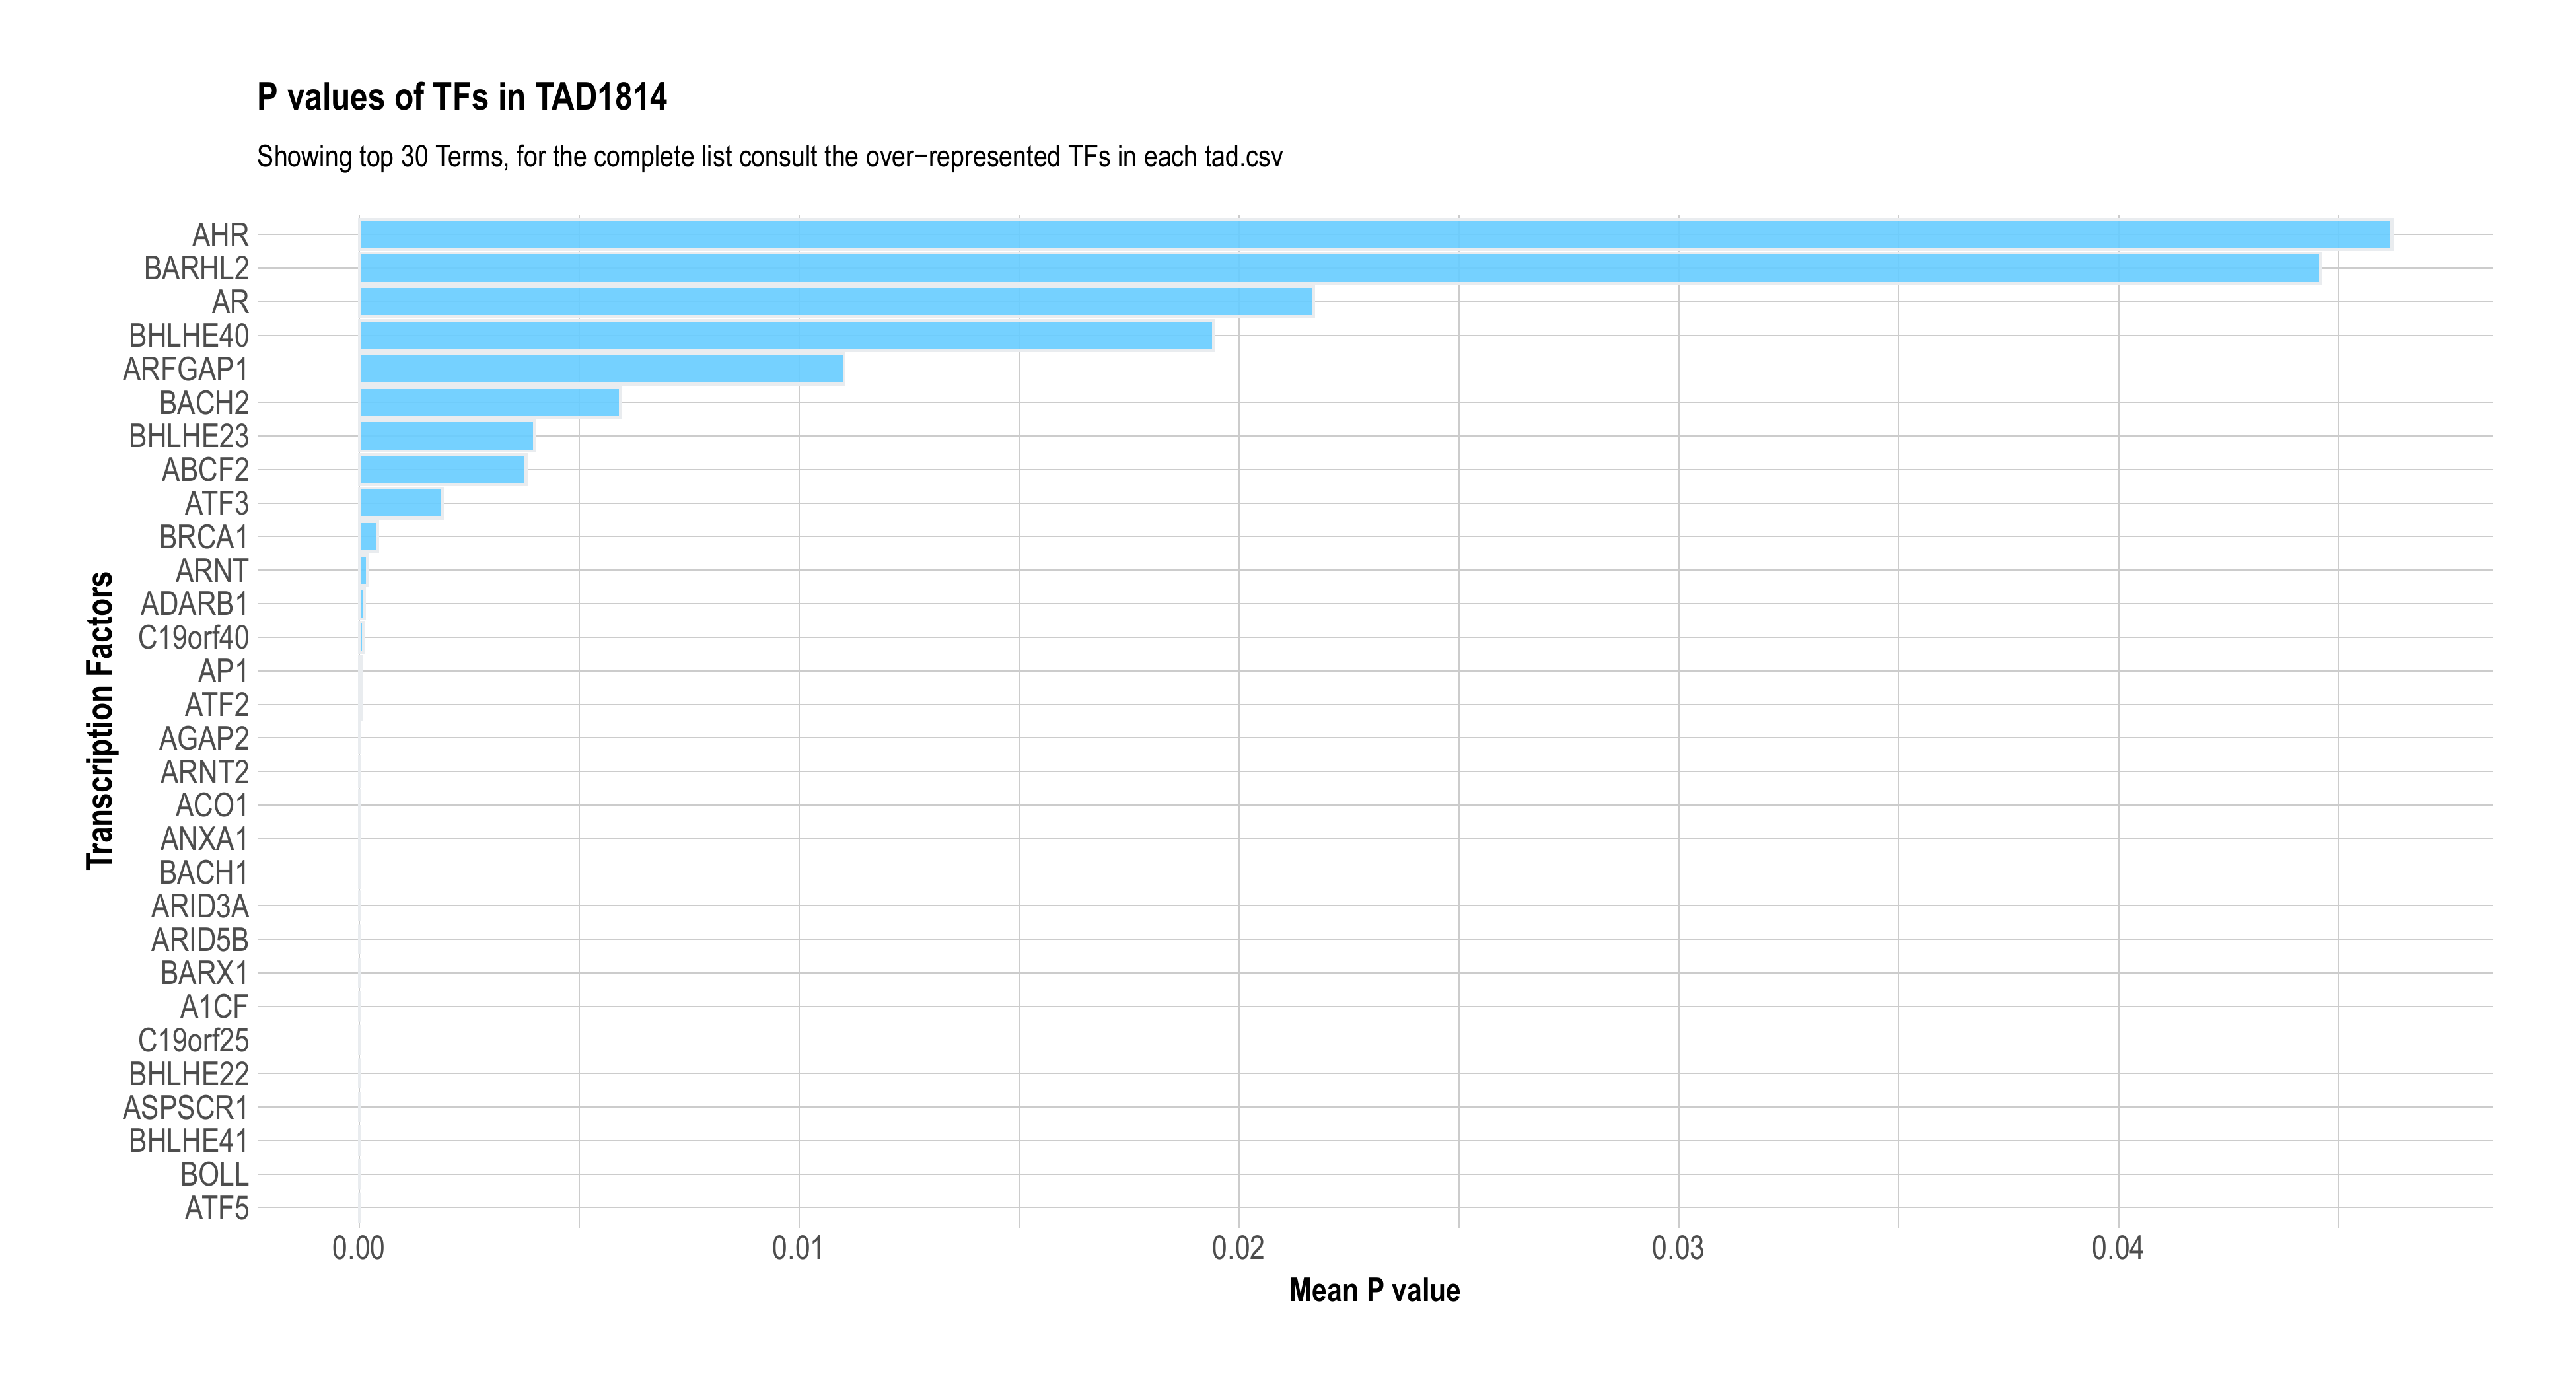 P values of TFs in TAD1814
Showing top 30 Terms, for the complete list consult the over−represented TFs in each tad.csv
Transcription Factors
AHR
BARHL2
AR
BHLHE40
ARFGAP1
BACH2
BHLHE23
ABCF2
ATF3
BRCA1
ARNT
ADARB1
C19orf40
AP1
ATF2
AGAP2
ARNT2
ACO1
ANXA1
BACH1
ARID3A
ARID5B
BARX1
A1CF
C19orf25
BHLHE22
ASPSCR1
BHLHE41
BOLL
ATF5
0.00 0.01 0.02 0.03 0.04
Mean P value